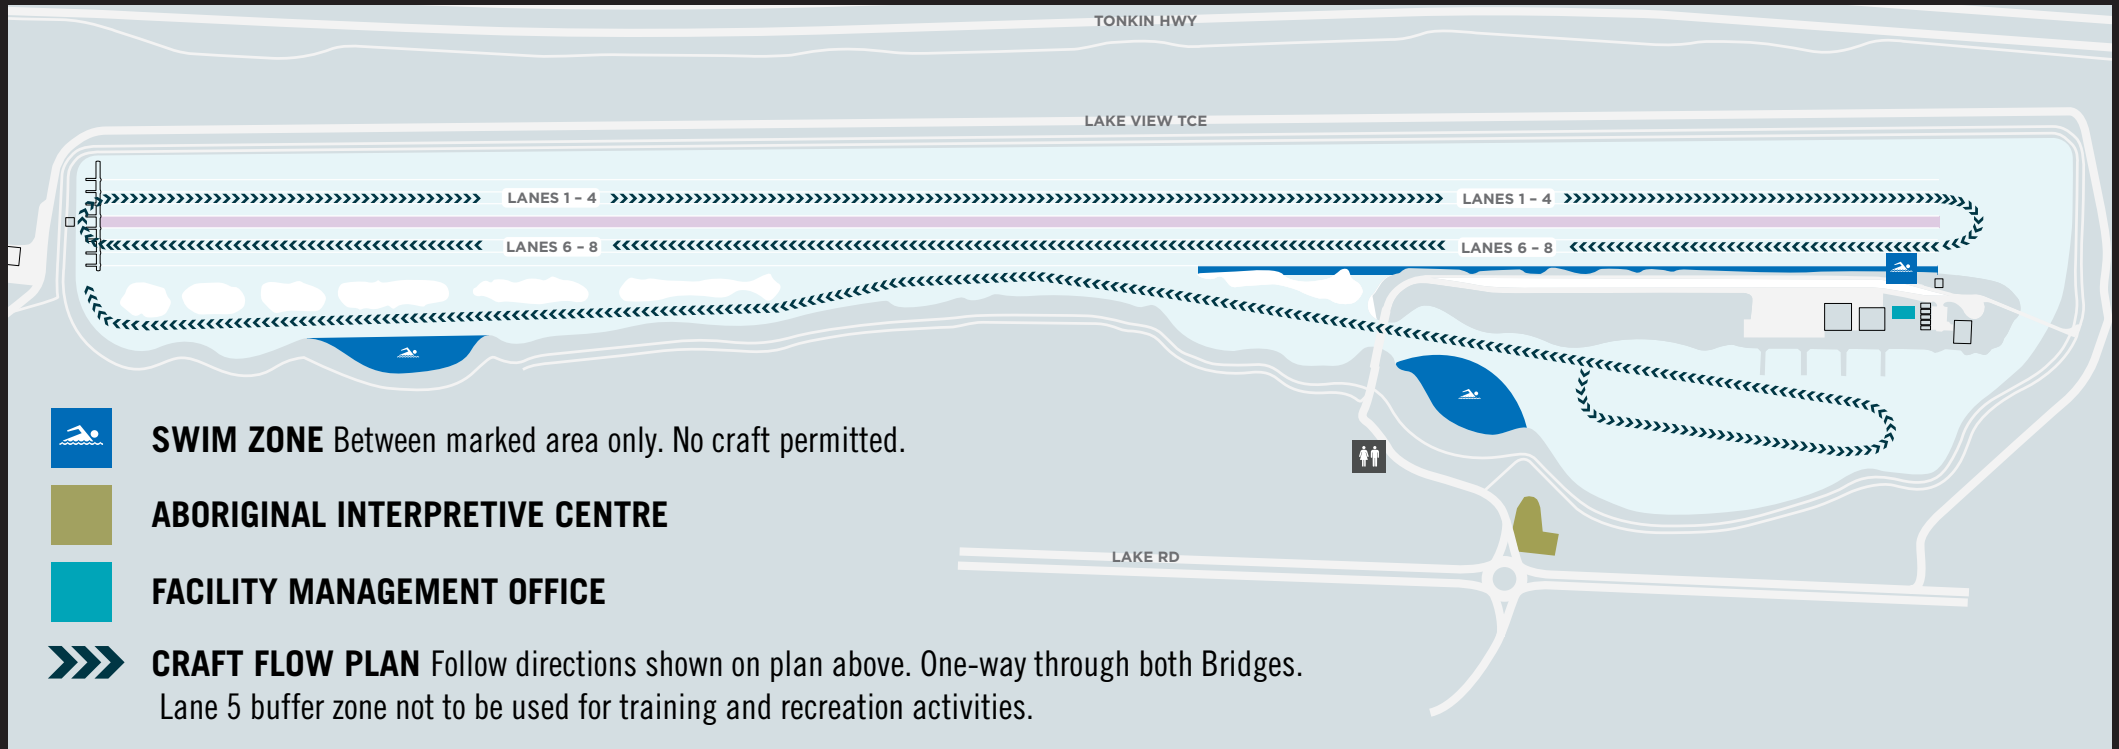 TONKIN HWY
LAKE VIEW TCE
LANES 1 – 4
LANES 1 – 4
LANES 6 – 8
LANES 6 – 8
SWIM ZONE Between marked area only. No craft permitted.
ABORIGINAL INTERPRETIVE CENTRE
LAKE RD
FACILITY MANAGEMENT OFFICE
CRAFT FLOW PLAN Follow directions shown on plan above. One-way through both Bridges.
Lane 5 buffer zone not to be used for training and recreation activities.